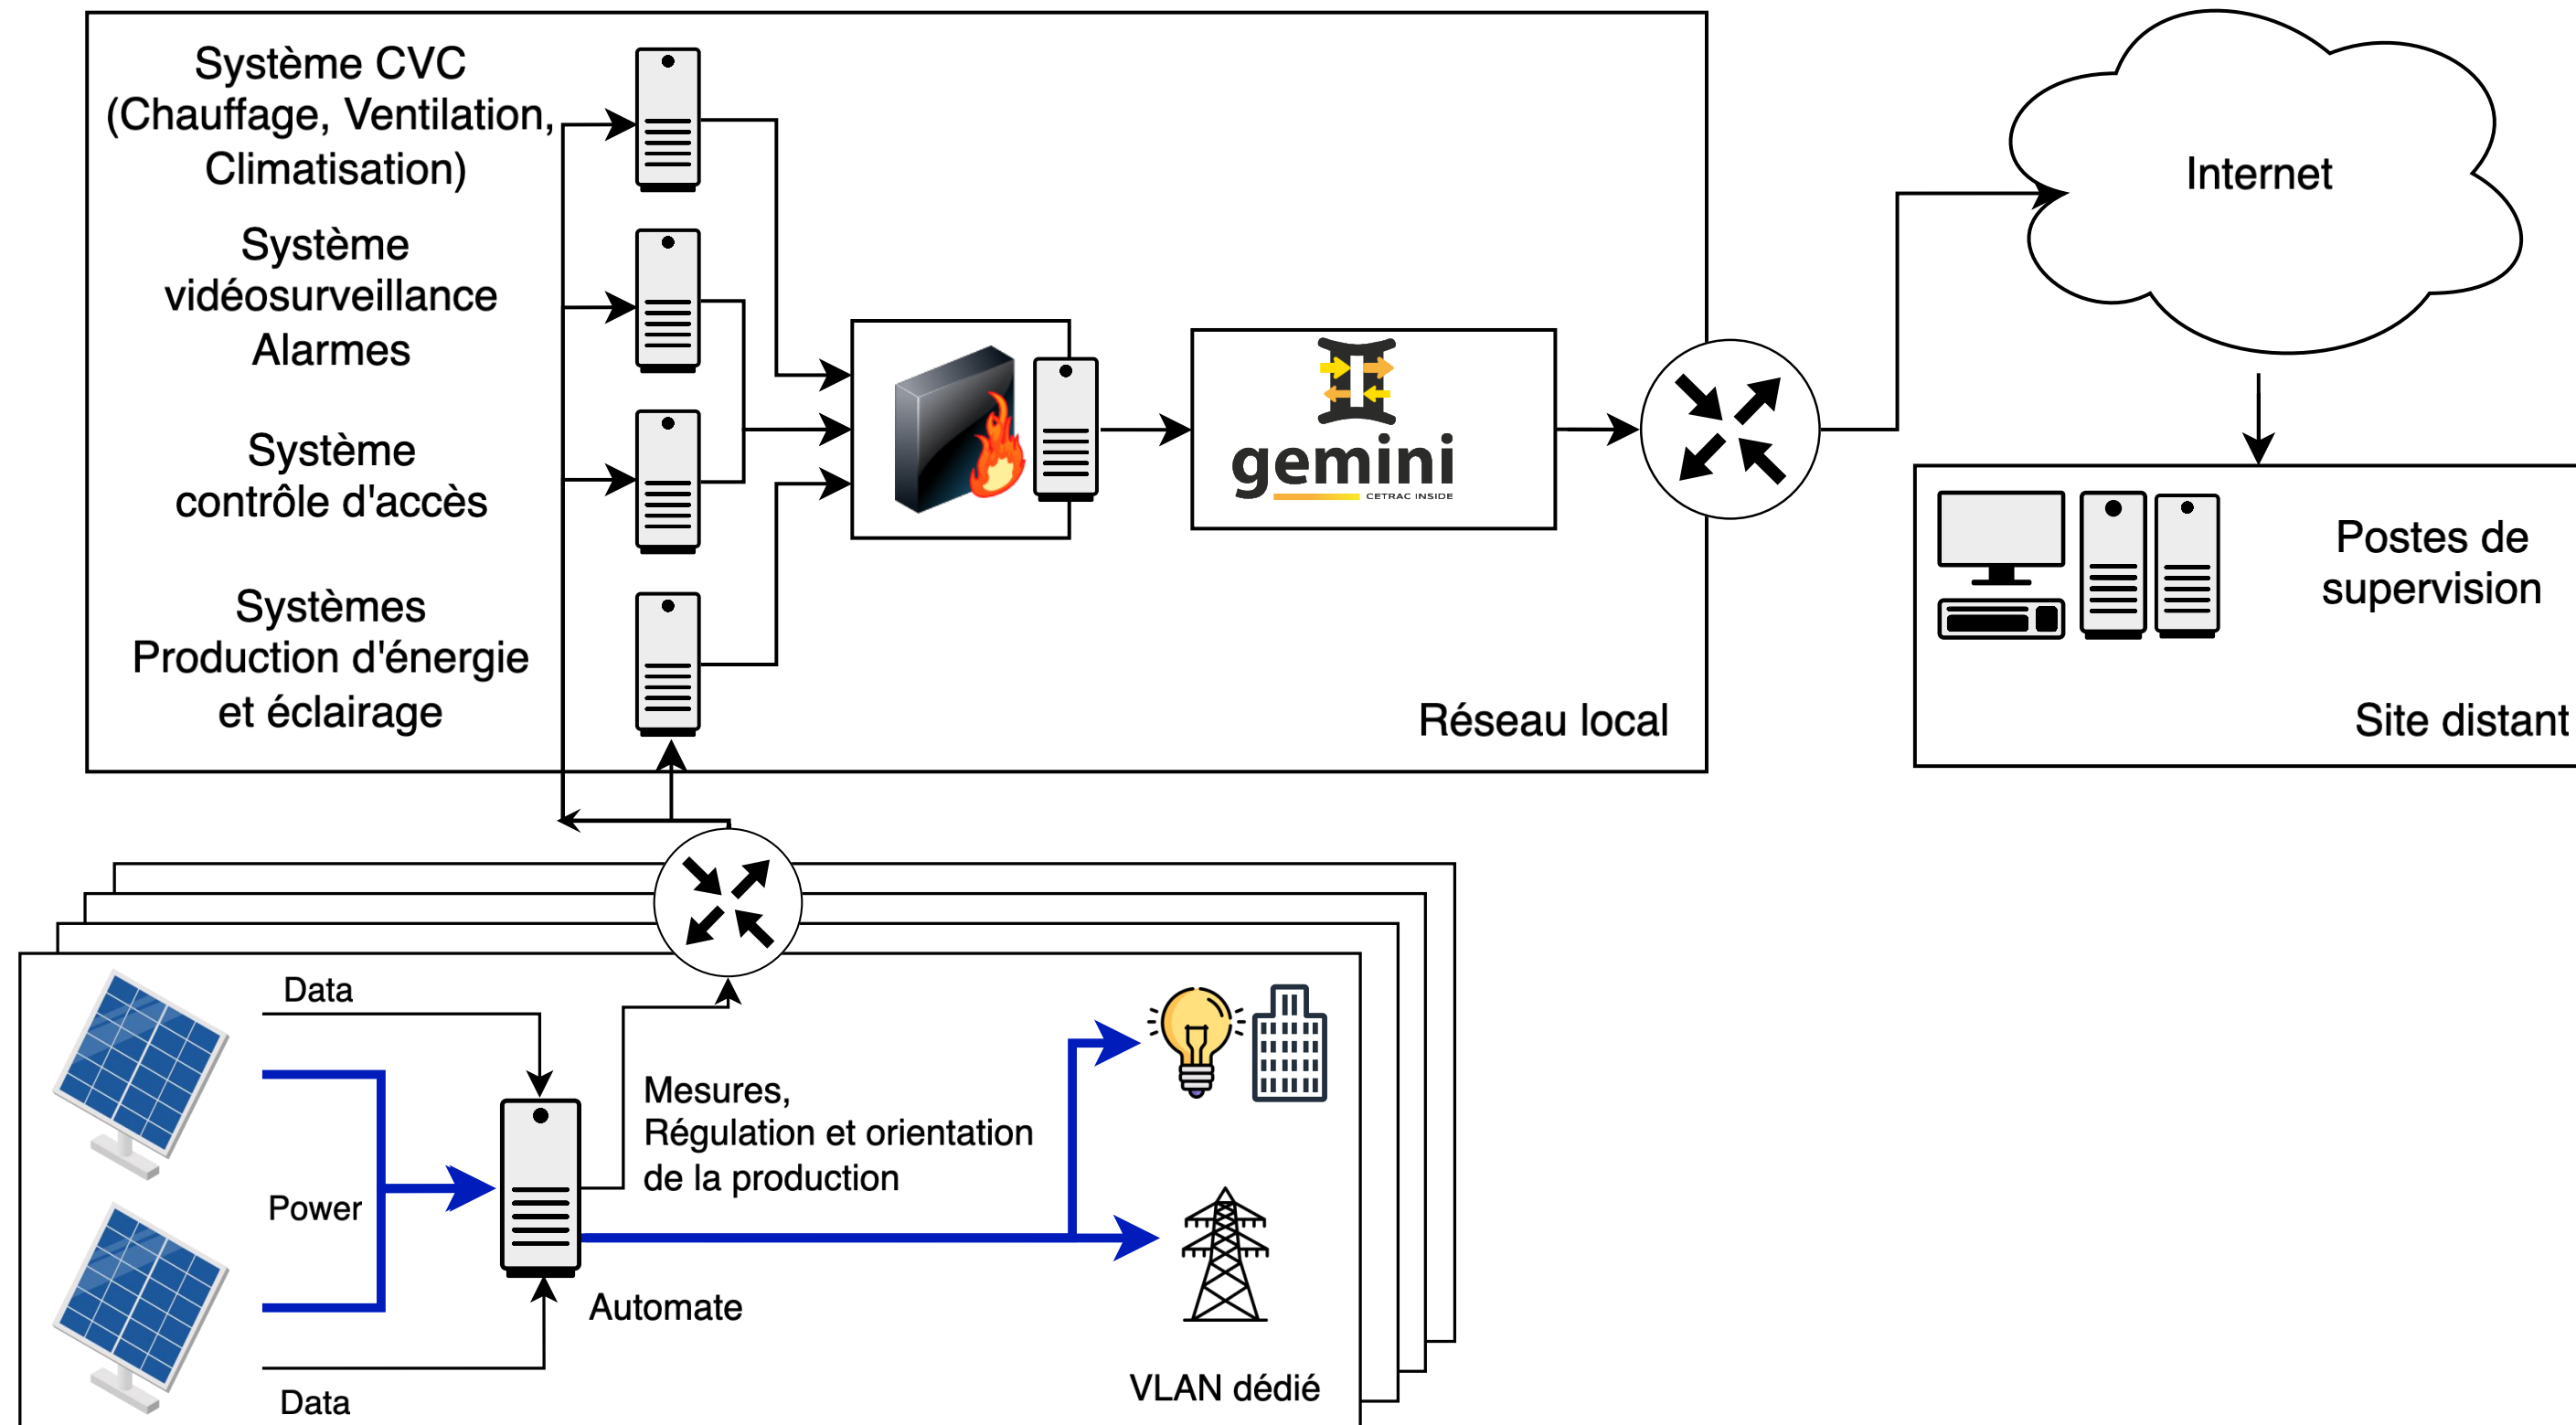 Système CVC
(Chauffage, Ventilation,
Climatisation)
Système
vidéosurveillance
Alarmes
Système
contrôle d'accès
Systèmes
Production d'énergie
et éclairage
gemini
CETRAC INSIDE
Réseau local
Internet
Postes de
supervision
Site distant
Data
Power
Data
Mesures,
Régulation et orientation
de la production
Automate
VLAN dédié